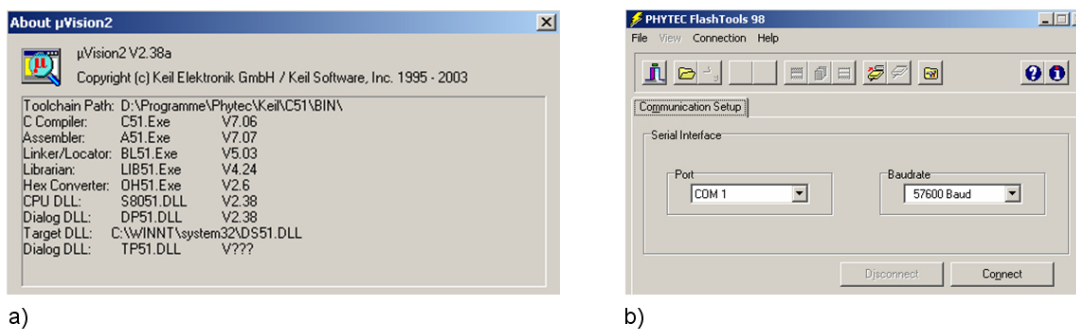 About µVision2
µVision2 V2.38a
Copyright (c) Keil Elektronik GmbH / Keil Software, Inc. 1995 - 2003
Toolchain Path: D:\Programme\Phytec\Keil\C51\BIN\
C Compiler: C51.Exe V7.06
Assembler: A51.Exe V7.07
Linker/Locator: BL51.Exe V5.03
Librarian: LIB51.Exe V4.24
Hex Converter: OH51.Exe V2.6
CPU DLL: S8051.DLL V2.38
Dialog DLL: DP51.DLL V2.38
Target DLL: C:\WINNT\system32\DS51.DLL
Dialog DLL: TP51.DLL V???
a)
PHYTEC FlashTools 98
File View Connection Help
Communication Setup
Serial Interface
Port Baudrate
COM 1 57600 Baud
Disconnect Connect
b)